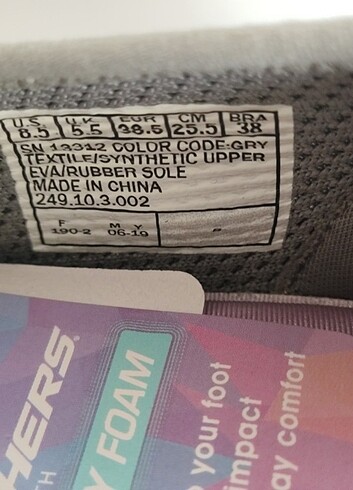 U.S. U.K. EUR CM BRA
8.5 5.5 38.5 25.5 38
SN 13312 COLOR CODE:GRY
TEXTILE/SYNTHETIC UPPER
EVA/RUBBER SOLE
MADE IN CHINA
249.10.3.002
F M Y
190-2 06-19
HERS
TH
Y FOAM
your foot
impact
ay comfort